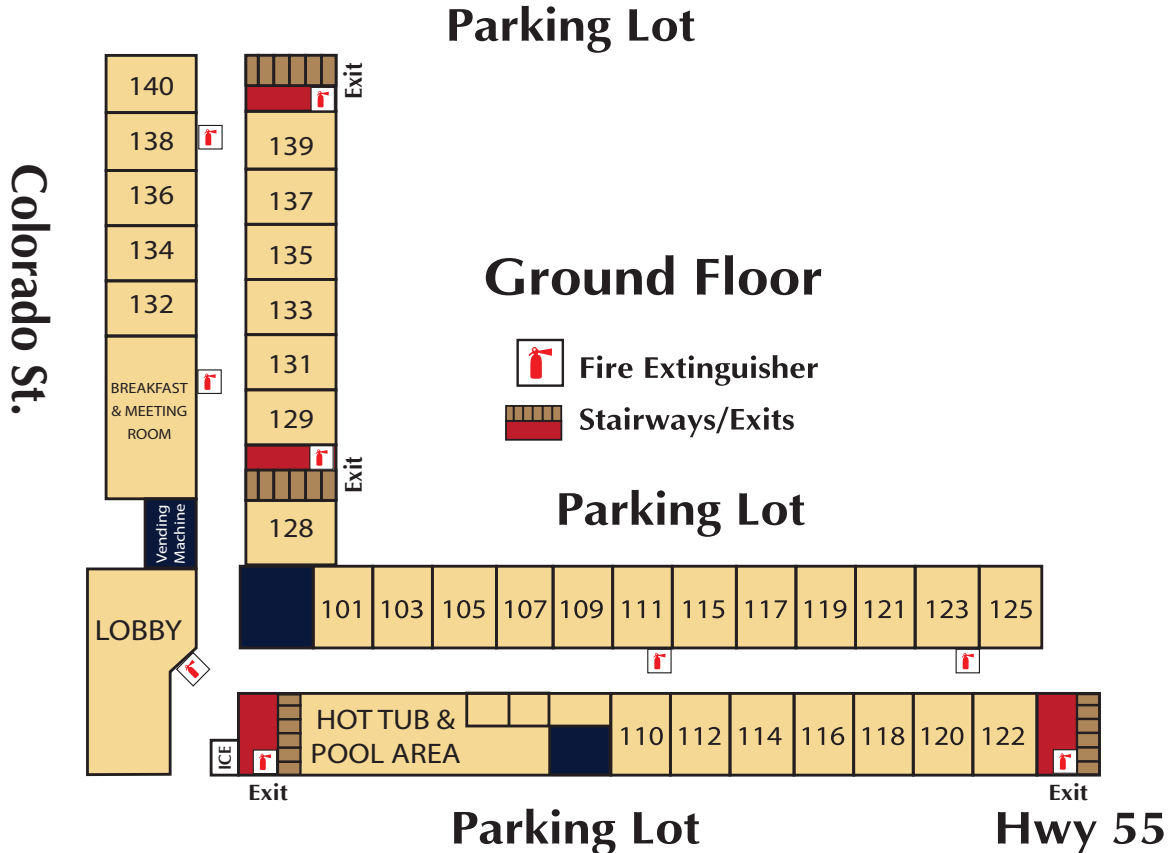 Parking Lot
Exit
140
138
136
134
132
139
137
135
133
131
129
128
Colorado St.
Ground Floor
Fire Extinguisher
Stairways/Exits
BREAKFAST
& MEETING
ROOM
Exit
Parking Lot
Vending
Machine
LOBBY
101 103 105 107 109 111 115 117 119 121 123 125
HOT TUB &
POOL AREA
110 112 114 116 118 120 122
ICE
Exit
Exit
Parking Lot
Hwy 55